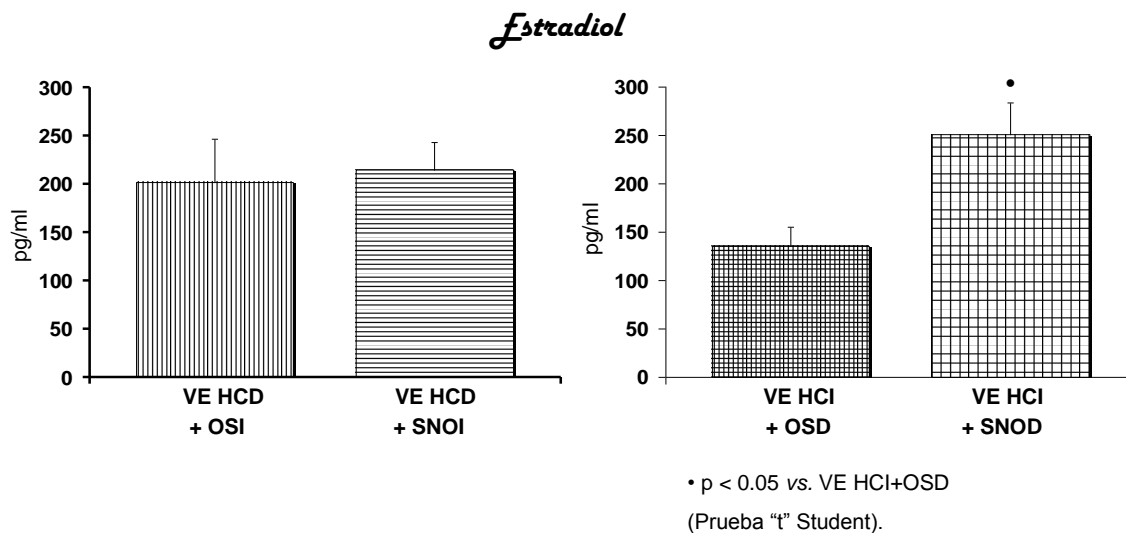 Estradiol
300
250
200
150
100
50
0
pg/ml
VE HCD
+ OSI
VE HCD
+ SNOI
300
250
200
150
100
50
0
pg/ml
•
VE HCI
+ OSD
VE HCI
+ SNOD
• p < 0.05 vs. VE HCI+OSD
(Prueba “t” Student).